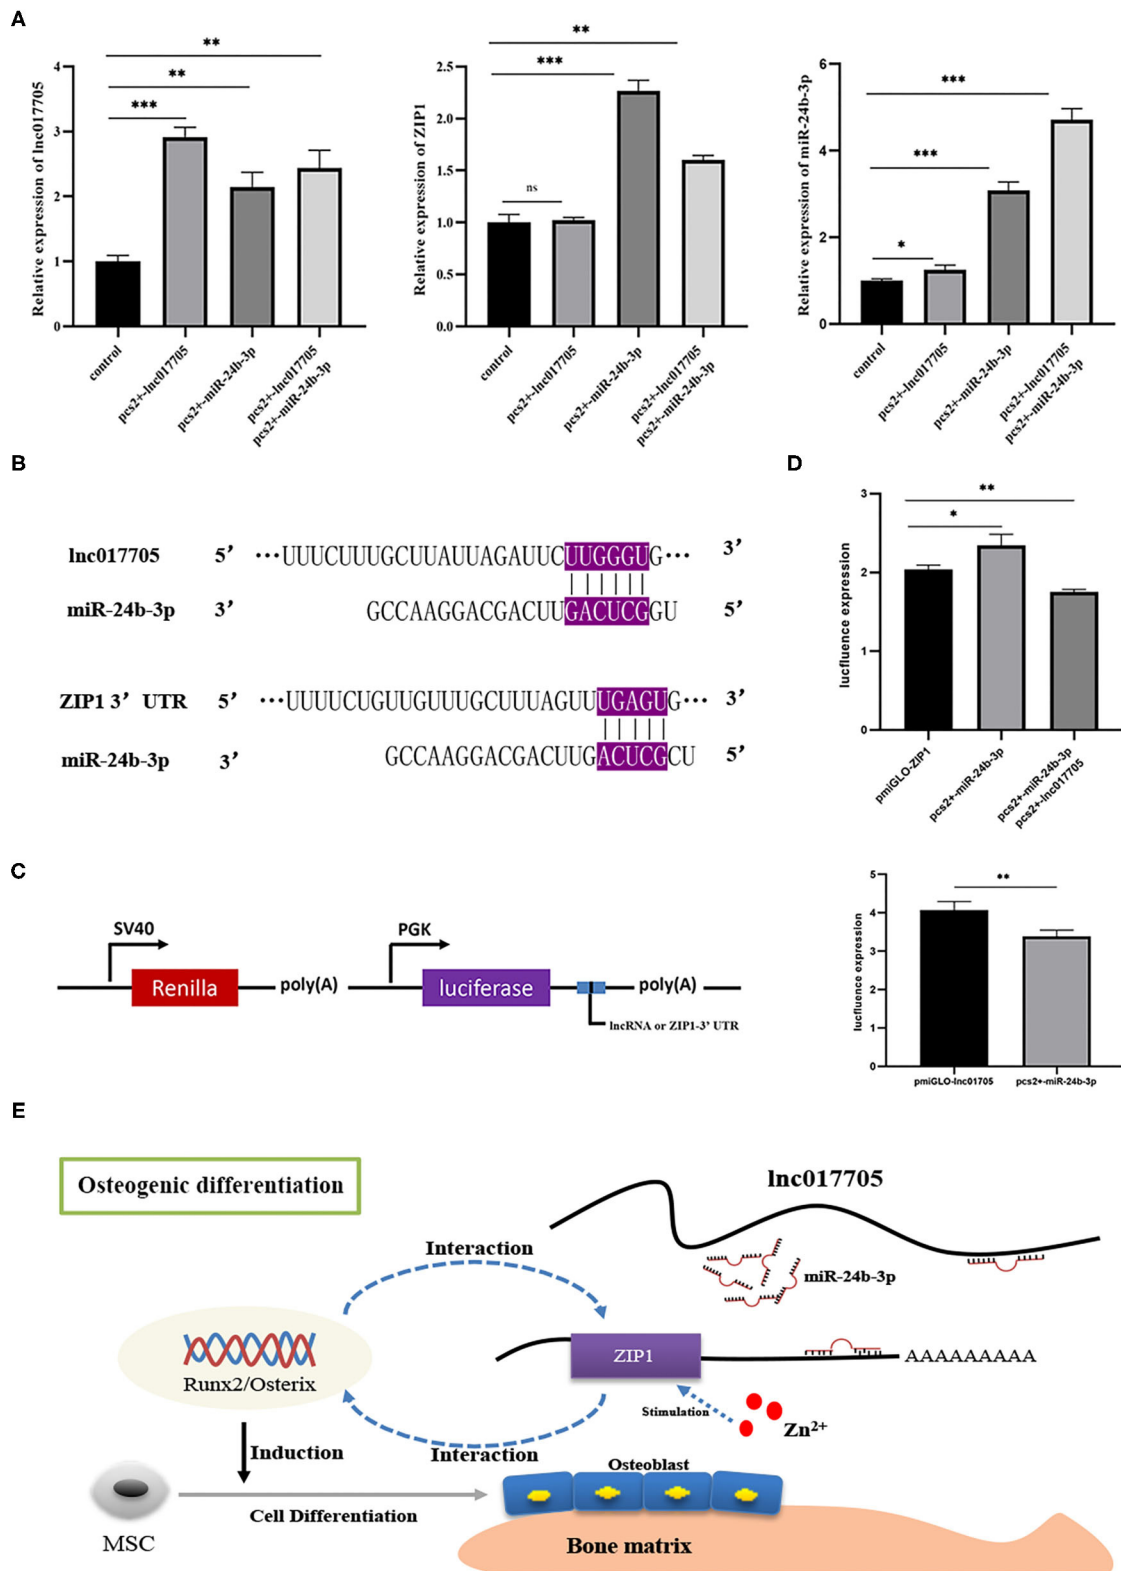 A
Relative expression of lnc017705
4
3
2
1
0
***
**
**
control
pcs2+-lnc017705
pcs2+-miR-24b-3p
pcs2+-lnc017705
pcs2+-miR-24b-3p
Relative expression of ZIP1
2.5
2.0
1.5
1.0
0.5
0.0
ns
***
**
control
pcs2+-lnc017705
pcs2+-miR-24b-3p
pcs2+-lnc017705
pcs2+-miR-24b-3p
Relative expression of miR-24b-3p
6
4
2
0
*
***
***
control
pcs2+-lnc017705
pcs2+-miR-24b-3p
pcs2+-lnc017705
pcs2+-miR-24b-3p
B
lnc017705 5’ ···UUUCUUUGCUUAUUAGAUUCUUGGGUG··· 3’
miR-24b-3p 3’ GCCAAGGACGACUUGACUCGGU 5’
ZIP1 3’ UTR 5’ ···UUUUCUGUUGUUUGCUUUAGUUUGAGUG··· 3’
miR-24b-3p 3’ GCCAAGGACGACUUGACUCGCU 5’
D
lucfluence expression
3
2
1
0
*
**
pmiGLO-ZIP1
pcs2+-miR-24b-3p
pcs2+-miR-24b-3p
pcs2+-lnc017705
lucfluence expression
5
4
3
2
1
0
**
pmiGLO-lnc01705
pcs2+-miR-24b-3p
C
SV40
Renilla
poly(A)
PGK
luciferase
poly(A)
lncRNA or ZIP1-3’ UTR
E
Osteogenic differentiation
lnc017705
Interaction
miR-24b-3p
Runx2/Osterix
ZIP1
AAAAAAAAA
Stimulation
Zn2+
Induction
Interaction
Osteoblast
Cell Differentiation
MSC
Bone matrix